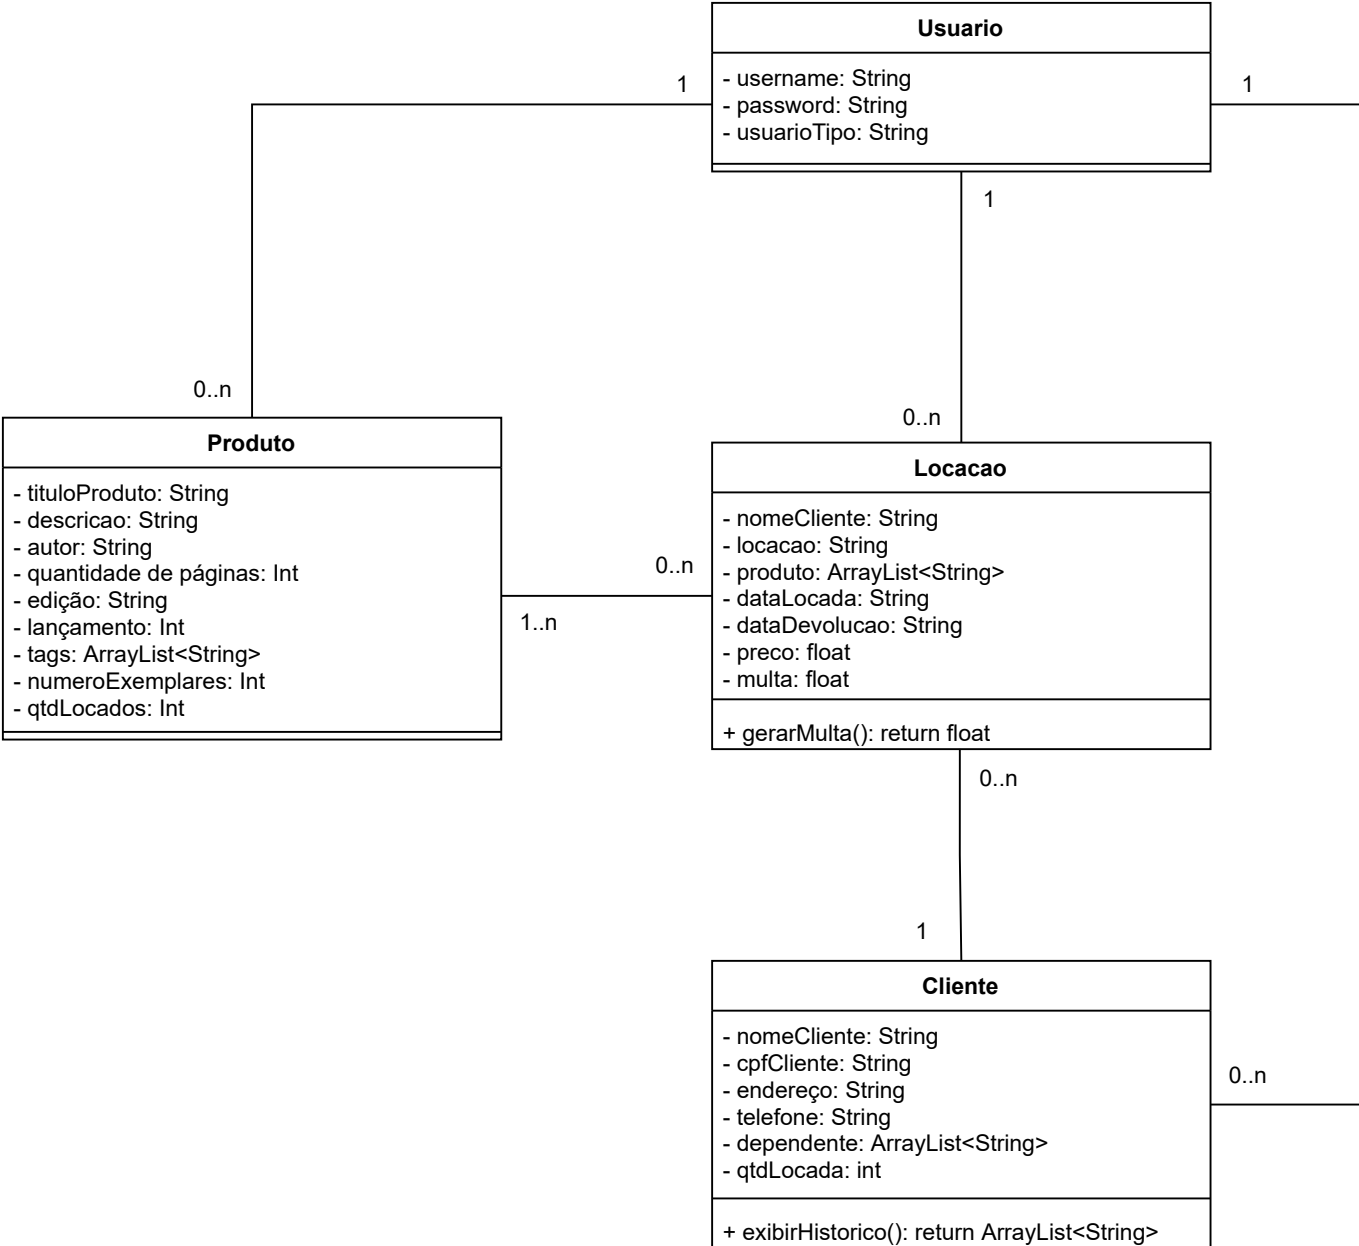 Usuario
- username: String
- password: String
- usuarioTipo: String
1
1
1
0..n
0..n
Produto
- tituloProduto: String
- descricao: String
- autor: String
- quantidade de páginas: Int
- edição: String
- lançamento: Int
- tags: ArrayList<String>
- numeroExemplares: Int
- qtdLocados: Int
0..n
1..n
Locacao
- nomeCliente: String
- locacao: String
- produto: ArrayList<String>
- dataLocada: String
- dataDevolucao: String
- preco: float
- multa: float
+ gerarMulta(): return float
0..n
1
Cliente
- nomeCliente: String
- cpfCliente: String
- endereço: String
- telefone: String
- dependente: ArrayList<String>
- qtdLocada: int
+ exibirHistorico(): return ArrayList<String>
0..n